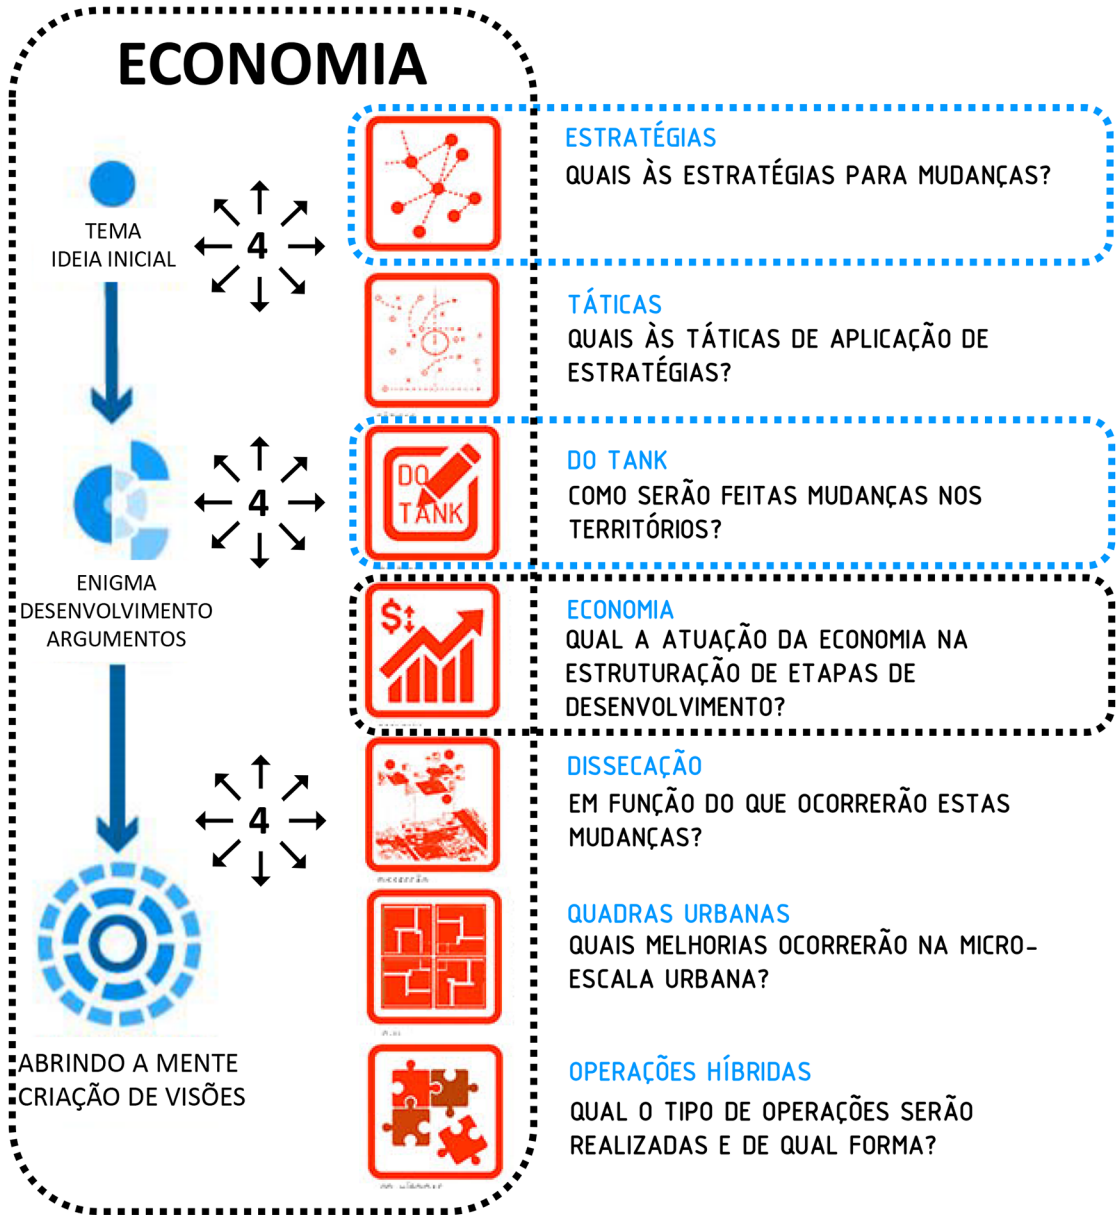 ECONOMIA
TEMA
IDEIA INICIAL
4
ENIGMA
DESENVOLVIMENTO
ARGUMENTOS
4
4
ABRINDO A MENTE
CRIAÇÃO DE VISÕES
ESTRATÉGIAS
QUAIS ÀS ESTRATÉGIAS PARA MUDANÇAS?
TÁTICAS
QUAIS ÀS TÁTICAS DE APLICAÇÃO DE
ESTRATÉGIAS?
DO
TANK
DO TANK
COMO SERÃO FEITAS MUDANÇAS NOS
TERRITÓRIOS?
$
ECONOMIA
QUAL A ATUAÇÃO DA ECONOMIA NA
ESTRUTURAÇÃO DE ETAPAS DE
DESENVOLVIMENTO?
DISSECAÇÃO
EM FUNÇÃO DO QUE OCORRERÃO ESTAS
MUDANÇAS?
QUADRAS URBANAS
QUAIS MELHORIAS OCORRERÃO NA MICRO-
ESCALA URBANA?
OPERAÇÕES HÍBRIDAS
QUAL O TIPO DE OPERAÇÕES SERÃO
REALIZADAS E DE QUAL FORMA?